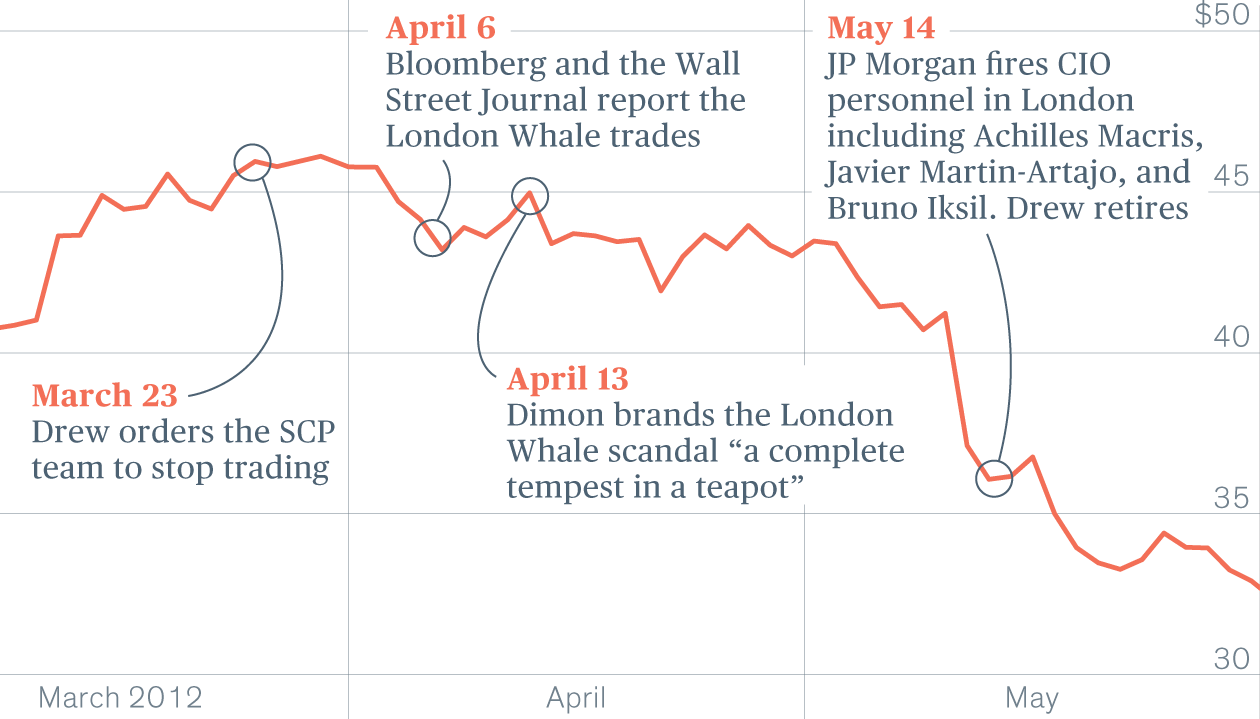 April 6
Bloomberg and the Wall
Street Journal report the
London Whale trades
May 14
JP Morgan fires CIO
personnel in London
including Achilles Macris,
Javier Martin-Artajo, and
Bruno Iksil. Drew retires
$50
45
40
35
30
March 23
Drew orders the SCP
team to stop trading
April 13
Dimon brands the London
Whale scandal “a complete
tempest in a teapot”
March 2012
April
May